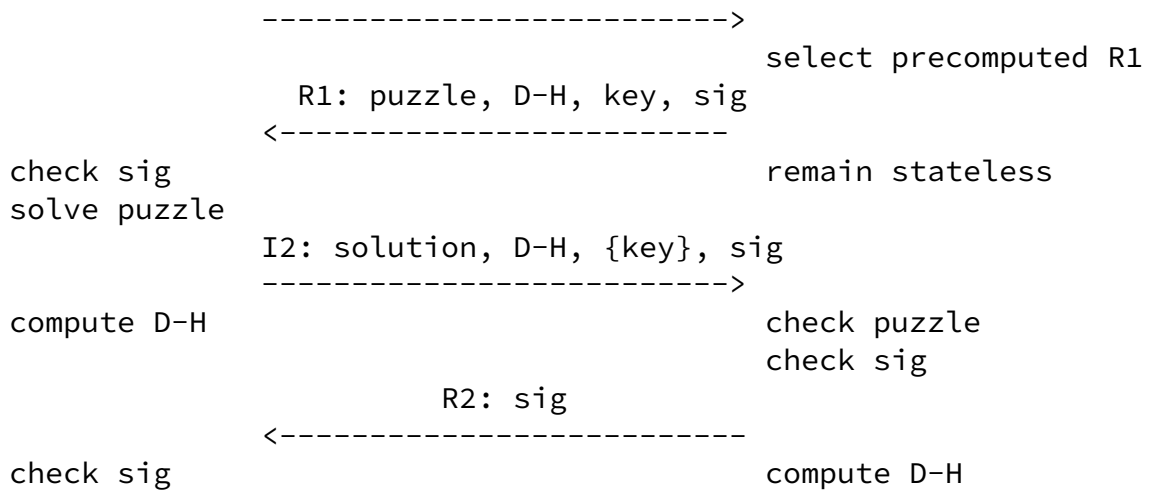 -------------------------->
select precomputed R1
R1: puzzle, D-H, key, sig
<-------------------------
check sig                    remain stateless
solve puzzle
I2: solution, D-H, {key}, sig
-------------------------->
compute D-H                  check puzzle
check sig
R2: sig
<--------------------------
check sig                    compute D-H